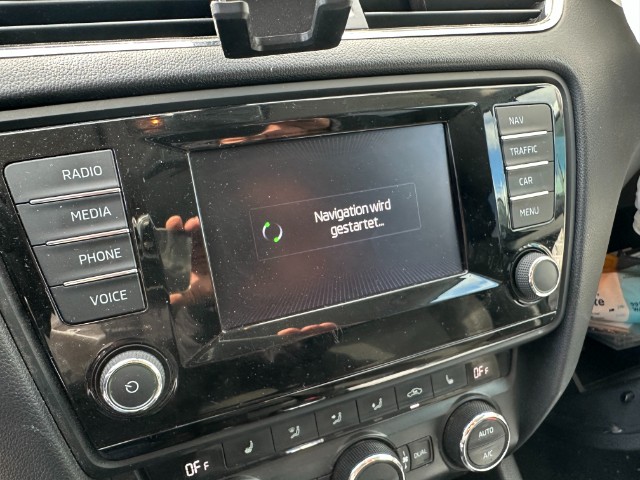 RADIO
MEDIA
PHONE
VOICE
Navigation wird
gestartet...
NAV
TRAFFIC
CAR
MENU
OFF
OFF
AUTO
A/C
DUAL